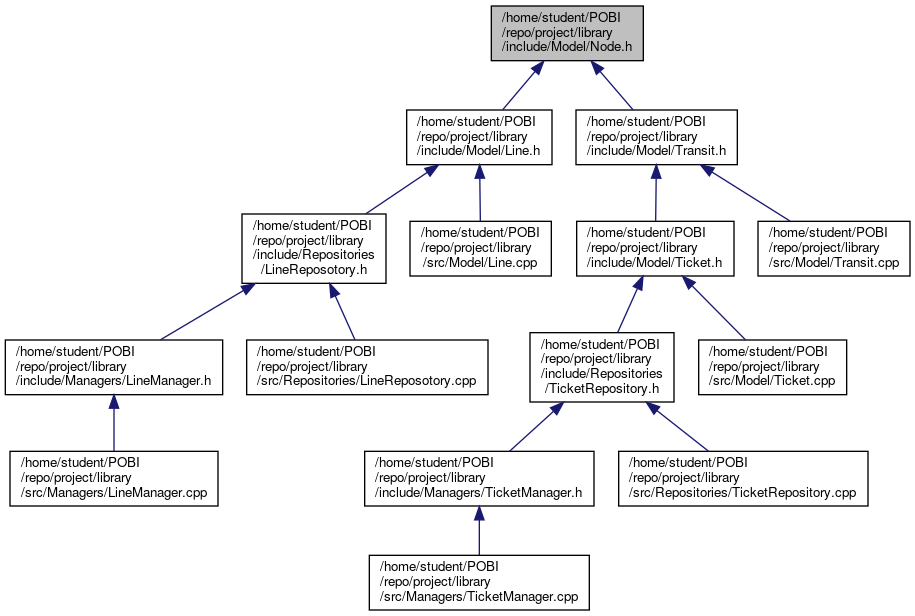 /home/student/POBI
/repo/project/library
/include/Model/Node.h
/home/student/POBI
/repo/project/library
/include/Model/Line.h
/home/student/POBI
/repo/project/library
/include/Model/Transit.h
/home/student/POBI
/repo/project/library
/include/Repositories
/LineReposotory.h
/home/student/POBI
/repo/project/library
/src/Model/Line.cpp
/home/student/POBI
/repo/project/library
/include/Model/Ticket.h
/home/student/POBI
/repo/project/library
/src/Model/Transit.cpp
/home/student/POBI
/repo/project/library
/include/Managers/LineManager.h
/home/student/POBI
/repo/project/library
/src/Repositories/LineReposotory.cpp
/home/student/POBI
/repo/project/library
/include/Repositories
/TicketRepository.h
/home/student/POBI
/repo/project/library
/src/Model/Ticket.cpp
/home/student/POBI
/repo/project/library
/src/Managers/LineManager.cpp
/home/student/POBI
/repo/project/library
/include/Managers/TicketManager.h
/home/student/POBI
/repo/project/library
/src/Repositories/TicketRepository.cpp
/home/student/POBI
/repo/project/library
/src/Managers/TicketManager.cpp